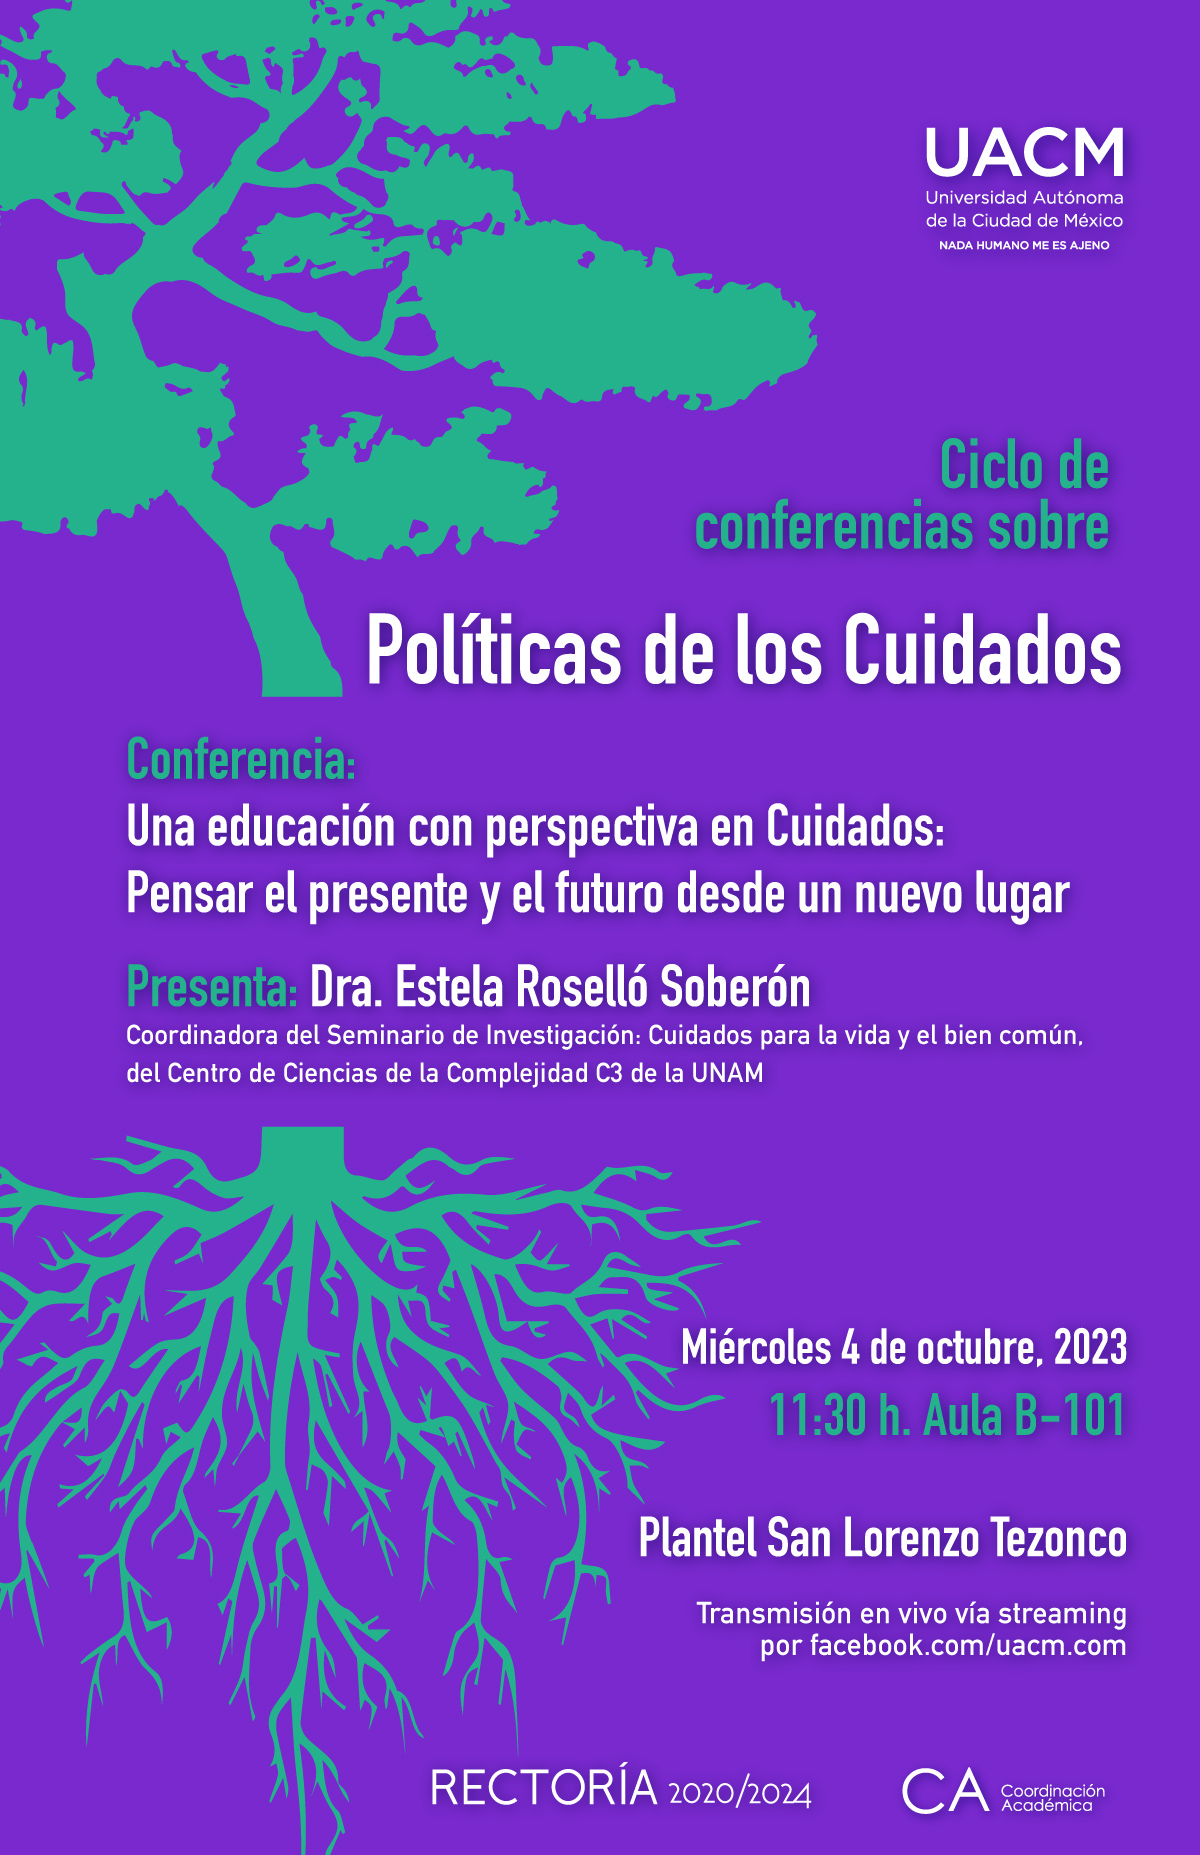 UACM
Universidad Autónoma
de la Ciudad de México
NADA HUMANO ME ES AJENO
Ciclo de
conferencias sobre
Políticas de los Cuidados
Conferencia:
Una educación con perspectiva en Cuidados:
Pensar el presente y el futuro desde un nuevo lugar
Presenta: Dra. Estela Roselló Soberón
Coordinadora del Seminario de Investigación: Cuidados para la vida y el bien común,
del Centro de Ciencias de la Complejidad C3 de la UNAM
Miércoles 4 de octubre, 2023
11:30 h. Aula B-101
Plantel San Lorenzo Tezonco
Transmisión en vivo vía streaming
por facebook.com/uacm.com
RECTORÍA 2020/2024
CA Coordinación
Académica